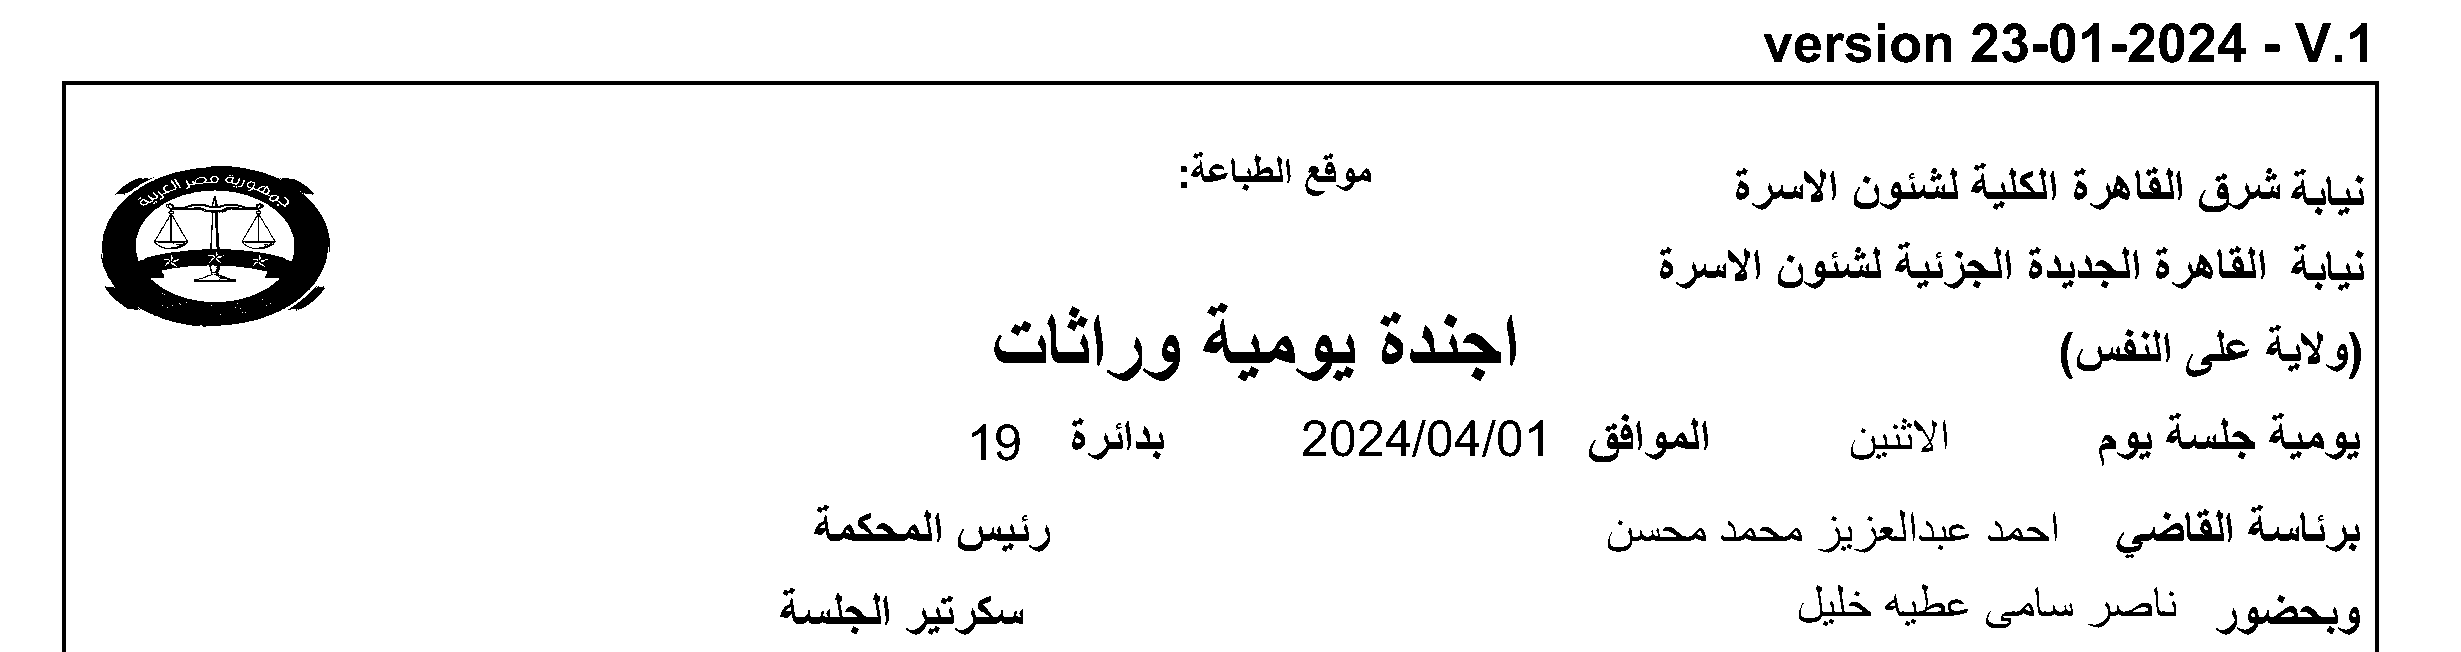 version 23-01-2024 - V.1
جمهورية مصر العربية
موقع الطباعة:
نيابة شرق القاهرة الكلية لشئون الاسرة
نيابة القاهرة الجديدة الجزئية لشئون الاسرة
(ولاية على النفس)
اجندة يومية وراثات
يومية جلسة يوم الاثنين الموافق 2024/04/01 بدائرة 19
برئاسة القاضي احمد عبدالعزيز محمد محسن رئيس المحكمة
وبحضور ناصر سامى عطيه خليل سكرتير الجلسة